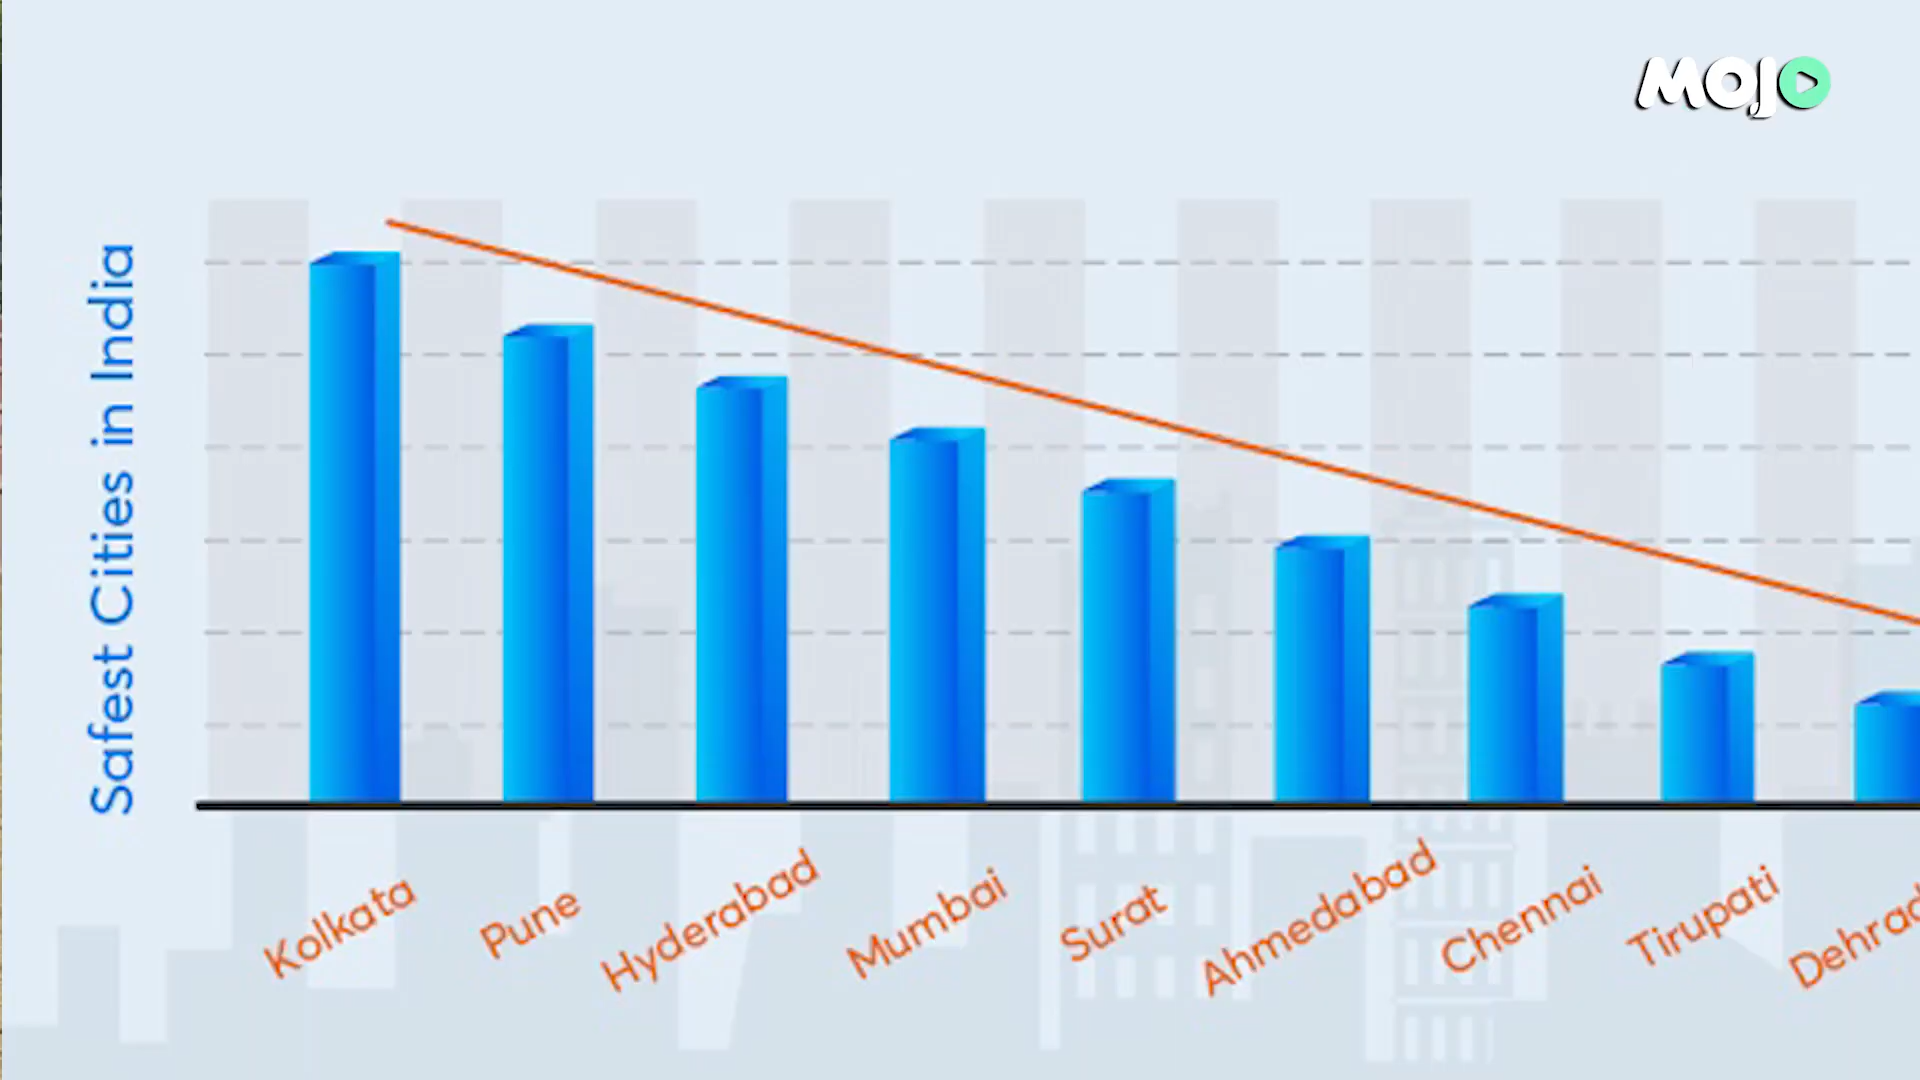 MOJO
Safest Cities in India
Kolkata
Pune
Hyderabad
Mumbai
Surat
Ahmedabad
Chennai
Tirupati
Dehrad